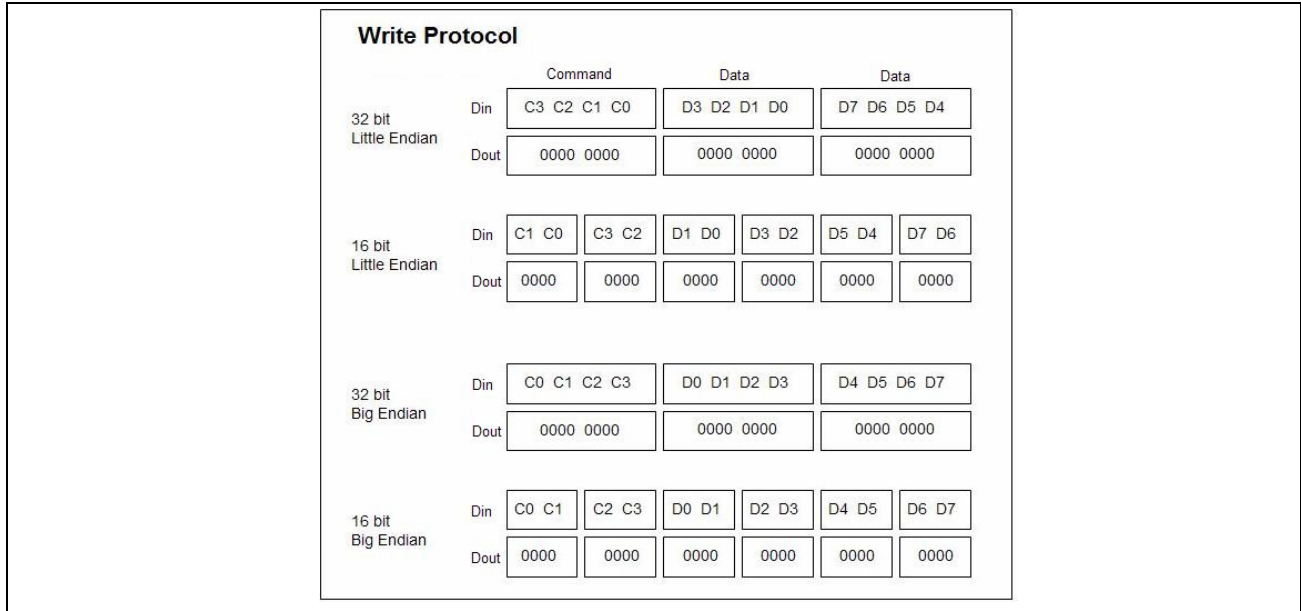 Write Protocol
Command Data Data
32 bit
Little Endian
Din C3 C2 C1 C0 D3 D2 D1 D0 D7 D6 D5 D4
Dout 0000 0000 0000 0000 0000 0000
16 bit
Little Endian
Din C1 C0 C3 C2 D1 D0 D3 D2 D5 D4 D7 D6
Dout 0000 0000 0000 0000 0000 0000
32 bit
Big Endian
Din C0 C1 C2 C3 D0 D1 D2 D3 D4 D5 D6 D7
Dout 0000 0000 0000 0000 0000 0000
16 bit
Big Endian
Din C0 C1 C2 C3 D0 D1 D2 D3 D4 D5 D6 D7
Dout 0000 0000 0000 0000 0000 0000